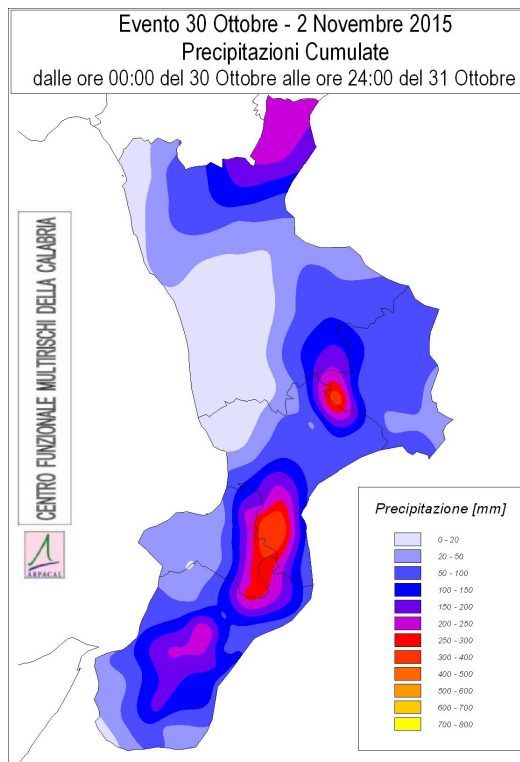 Evento 30 Ottobre - 2 Novembre 2015
Precipitazioni Cumulate
dalle ore 00:00 del 30 Ottobre alle ore 24:00 del 31 Ottobre
CENTRO FUNZIONALE MULTIRISCHI DELLA CALABRIA
ARPACAL
Precipitazione [mm]
0 - 20
20 - 50
50 - 100
100 - 150
150 - 200
200 - 250
250 - 300
300 - 400
400 - 500
500 - 600
600 - 700
700 - 800